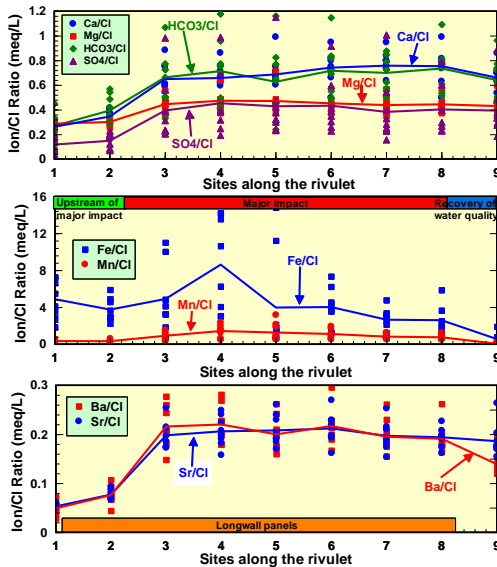 Ion/Cl Ratio (meq/L)
1.2
1
0.8
0.6
0.4
0.2
0
Ca/Cl
Mg/Cl
HCO3/Cl
SO4/Cl
HCO3/Cl
Ca/Cl
Mg/Cl
SO4/Cl
1 2 3 4 5 6 7 8 9
Sites along the rivulet
Ion/Cl Ratio (meq/L)
16
12
8
4
0
Upstream of major impact
Major impact
Recovery of water quality
Fe/Cl
Mn/Cl
Fe/Cl
Mn/Cl
1 2 3 4 5 6 7 8 9
Sites along the rivulet
Ion/Cl Ratio (meq/L)
0.3
0.2
0.1
0
Ba/Cl
Sr/Cl
Sr/Cl
Ba/Cl
Longwall panels
1 2 3 4 5 6 7 8 9
Sites along the rivulet